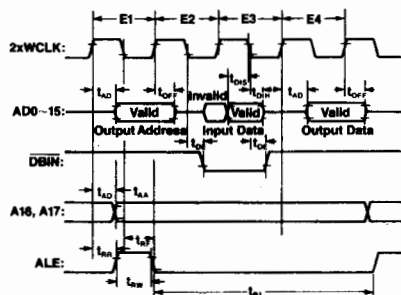 E1 E2 E3 E4
2xWCLK:
tAD tOFF Invalid tDIS tDIH tAD tOFF
AD0~15: Valid Valid Valid
Output Address Input Data Output Data
tDE tDE
DBIN:
tAD tAA
A16, A17:
tRF
tRR
ALE:
tRW